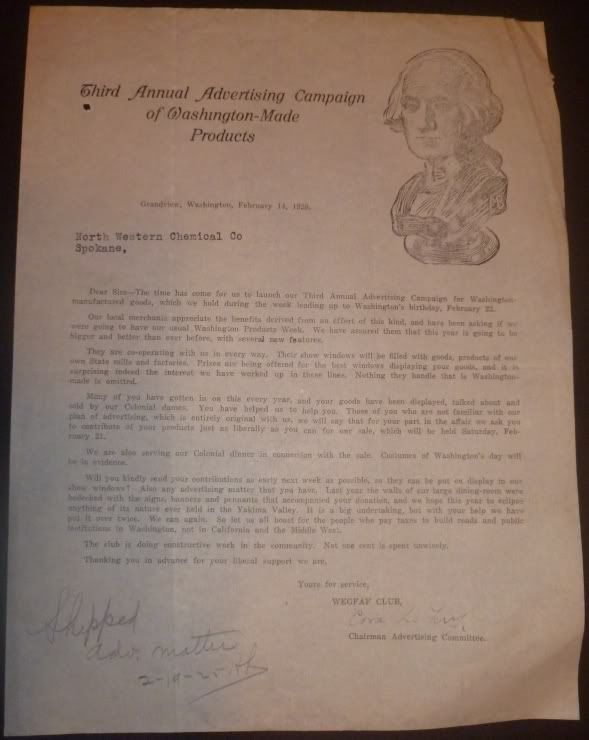 Third Annual Advertising Campaign
of Washington-Made
Products
Grandview, Washington, February 14, 1925.
North Western Chemical Co
Spokane,
Dear Sirs—The time has come for us to launch our Third Annual Advertising Campaign for Washington-
manufactured goods, which we hold during the week leading up to Washington's birthday, February 22.
Our local merchants appreciate the benefits derived from an effort of this kind, and have been asking if we
were going to have our usual Washington Products Week. We have assured them that this year is going to be
bigger and better than ever before, with several new features.
They are co-operating with us in every way. Their show windows will be filled with goods, products of our
own State mills and factories. Prizes are being offered for the best windows displaying your goods, and it is
surprising indeed the interest we have worked up in these lines. Nothing they handle that is Washington-
made is omitted.
Many of you have gotten in on this every year, and your goods have been displayed, talked about and
sold by our Colonial dames. You have helped us to help you. Those of you who are not familiar with our
plan of advertising, which is entirely original with us, we will say that for your part in the affair we ask you
to contribute of your products just as liberally as you can for our sale, which will be held Saturday, Feb-
ruary 21.
We are also serving our Colonial dinner in connection with the sale. Costumes of Washington's day will
be in evidence.
Will you kindly send your contributions as early next week as possible, so they can be put on display in our
show windows? Also any advertising matter that you have. Last year the walls of our large dining-room were
bedecked with the signs, banners and pennants that accompanied your donation, and we hope this year to eclipse
anything of its nature ever held in the Yakima Valley. It is a big undertaking, but with your help we have
put it over twice. We can again. So let us all boost for the people who pay taxes to build roads and public
institutions in Washington, not in California and the Middle West.
The club is doing constructive work in the community. Not one cent is spent unwisely.
Thanking you in advance for your liberal support we are,
Yours for service,
WEGFAF CLUB,
Cora
Chairman Advertising Committee.
Shipped
adv. matter
2-19-25